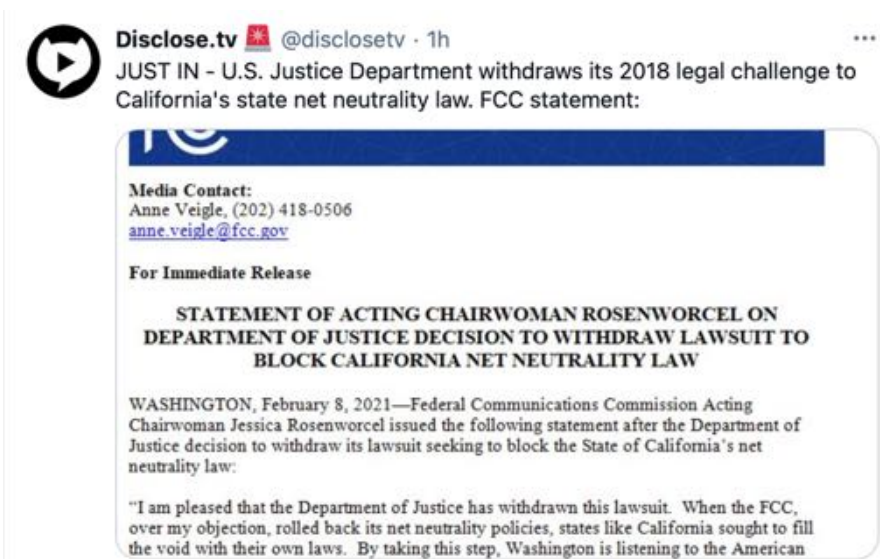 Disclose.tv 🚨 @disclosetv · 1h
JUST IN - U.S. Justice Department withdraws its 2018 legal challenge to
California's state net neutrality law. FCC statement:
Media Contact:
Anne Veigle, (202) 418-0506
anne.veigle@fcc.gov
For Immediate Release
STATEMENT OF ACTING CHAIRWOMAN ROSENWORCEL ON
DEPARTMENT OF JUSTICE DECISION TO WITHDRAW LAWSUIT TO
BLOCK CALIFORNIA NET NEUTRALITY LAW
WASHINGTON, February 8, 2021—Federal Communications Commission Acting
Chairwoman Jessica Rosenworcel issued the following statement after the Department of
Justice decision to withdraw its lawsuit seeking to block the State of California's net
neutrality law:
"I am pleased that the Department of Justice has withdrawn this lawsuit. When the FCC,
over my objection, rolled back its net neutrality policies, states like California sought to fill
the void with their own laws. By taking this step, Washington is listening to the American